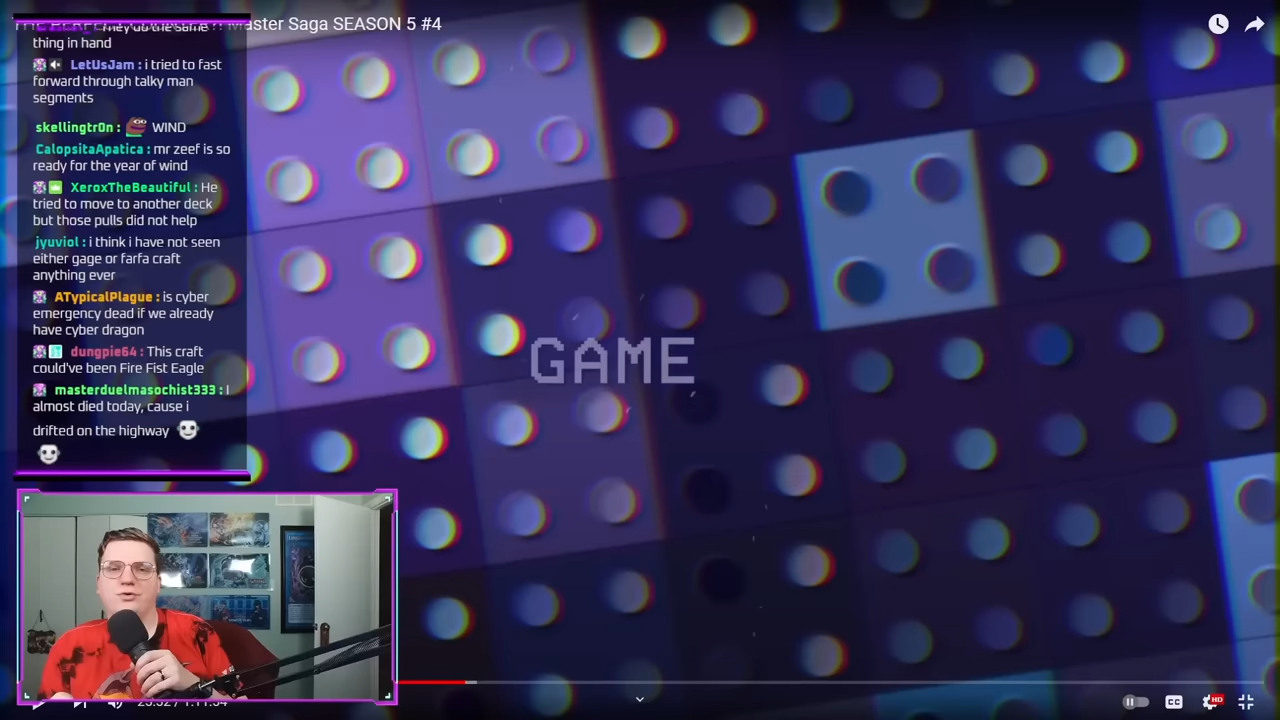 Master Saga SEASON 5 #4
thing in hand
LetUsJam : i tried to fast
forward through talky man
segments
skellingtr0n : WIND
CalopsitaApatica : mr zeef is so
ready for the year of wind
XeroxTheBeautiful : He
tried to move to another deck
but those pulls did not help
jyuviol : i think i have not seen
either gage or farfa craft
anything ever
ATypicalPlague : is cyber
emergency dead if we already
have cyber dragon
dungpie64 : This craft
could've been Fire Fist Eagle
masterduelmasochist333 : I
almost died today, cause i
drifted on the highway
GAME
CC
HD